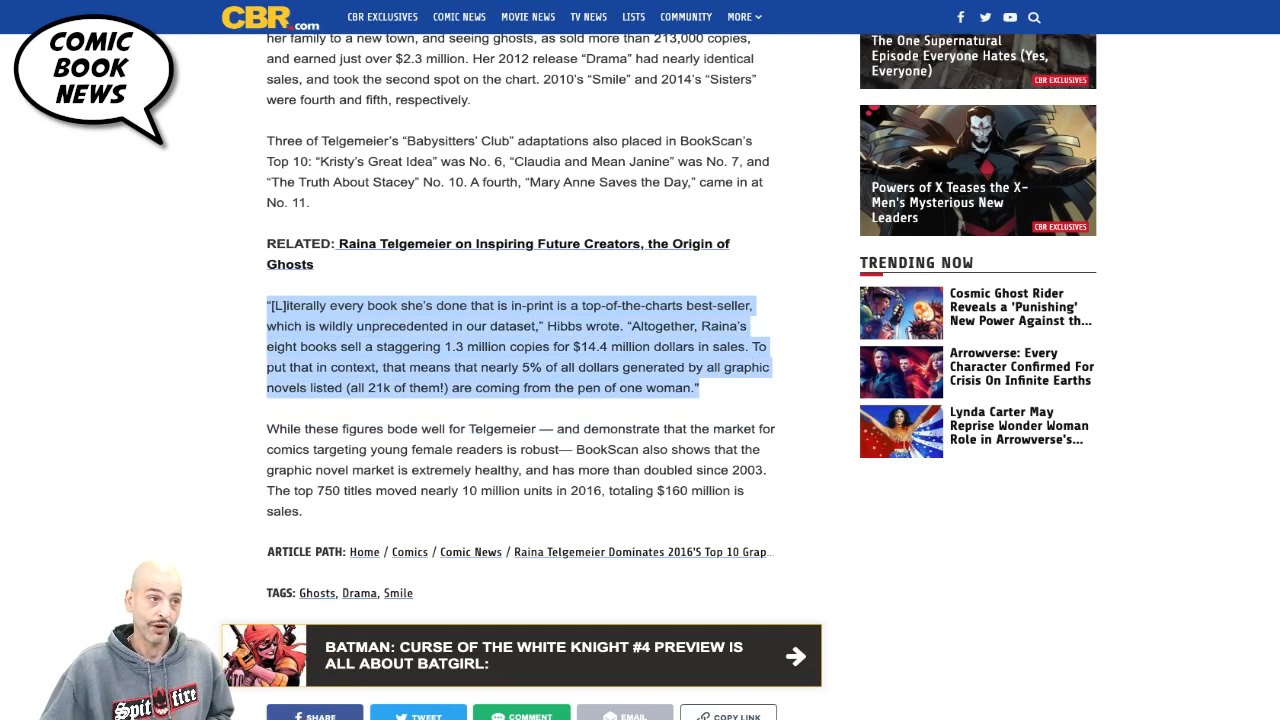 CBR.com
CBR EXCLUSIVES
COMIC NEWS
MOVIE NEWS
TV NEWS
LISTS
COMMUNITY
MORE
COMIC
BOOK
NEWS
her family to a new town, and seeing ghosts, as sold more than 213,000 copies,
and earned just over $2.3 million. Her 2012 release “Drama” had nearly identical
sales, and took the second spot on the chart. 2010’s “Smile” and 2014’s “Sisters”
were fourth and fifth, respectively.
Three of Telgemeier’s “Babysitters’ Club” adaptations also placed in BookScan’s
Top 10: “Kristy’s Great Idea” was No. 6, “Claudia and Mean Janine” was No. 7, and
“The Truth About Stacey” No. 10. A fourth, “Mary Anne Saves the Day,” came in at
No. 11.
RELATED: Raina Telgemeier on Inspiring Future Creators, the Origin of
Ghosts
“[L]iterally every book she’s done that is in-print is a top-of-the-charts best-seller,
which is wildly unprecedented in our dataset,” Hibbs wrote. “Altogether, Raina’s
eight books sell a staggering 1.3 million copies for $14.4 million dollars in sales. To
put that in context, that means that nearly 5% of all dollars generated by all graphic
novels listed (all 21k of them!) are coming from the pen of one woman."
While these figures bode well for Telgemeier — and demonstrate that the market for
comics targeting young female readers is robust— BookScan also shows that the
graphic novel market is extremely healthy, and has more than doubled since 2003.
The top 750 titles moved nearly 10 million units in 2016, totaling $160 million is
sales.
ARTICLE PATH: Home / Comics / Comic News / Raina Telgemeier Dominates 2016'S Top 10 Grap...
TAGS: Ghosts, Drama, Smile
BATMAN: CURSE OF THE WHITE KNIGHT #4 PREVIEW IS
ALL ABOUT BATGIRL:
SHARE
TWEET
COMMENT
EMAIL
COPY LINK
The One Supernatural
Episode Everyone Hates (Yes,
Everyone)
CBR EXCLUSIVES
Powers of X Teases the X-
Men's Mysterious New
Leaders
CBR EXCLUSIVES
TRENDING NOW
Cosmic Ghost Rider
Reveals a 'Punishing'
New Power Against th...
Arrowverse: Every
Character Confirmed For
Crisis On Infinite Earths
Lynda Carter May
Reprise Wonder Woman
Role in Arrowverse's...
Spitfire